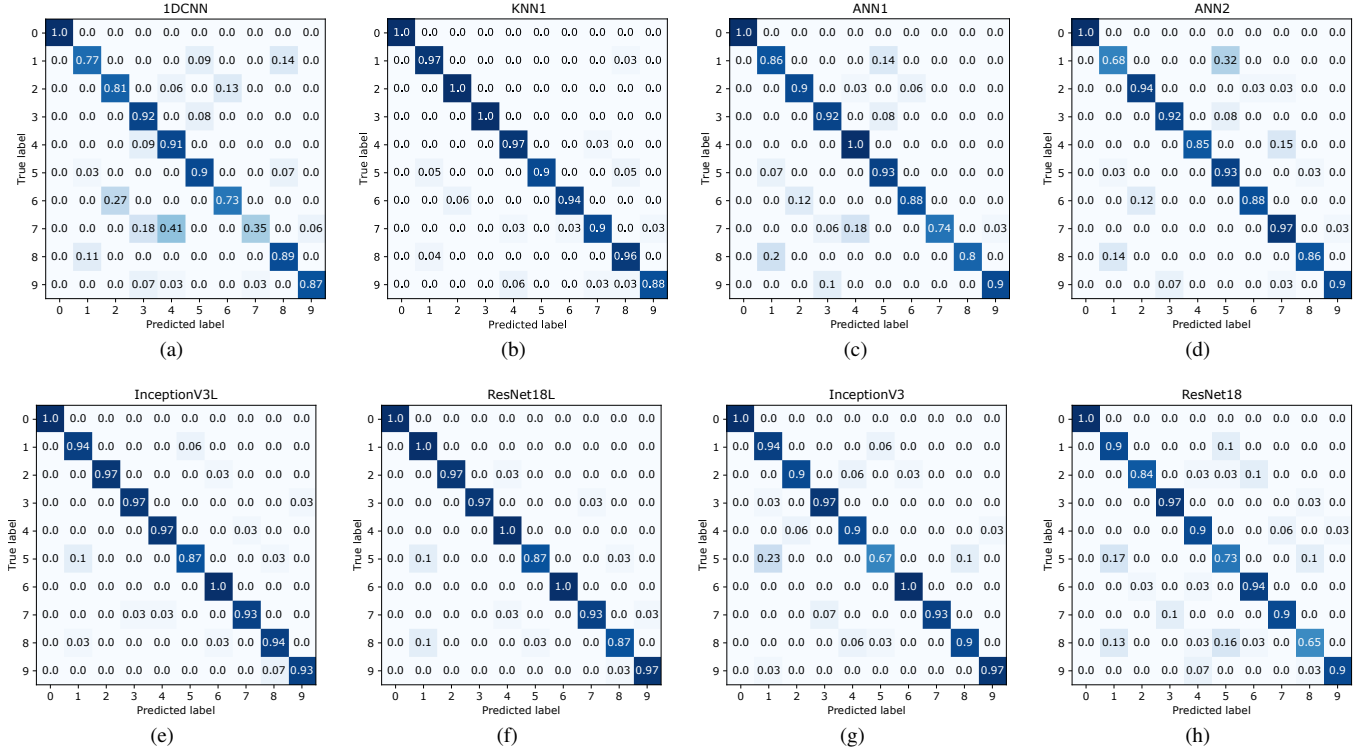 1DCNN
True label
0 1.0 0.0 0.0 0.0 0.0 0.0 0.0 0.0 0.0 0.0
1 0.0 0.77 0.0 0.0 0.0 0.09 0.0 0.0 0.14 0.0
2 0.0 0.0 0.81 0.0 0.06 0.0 0.13 0.0 0.0 0.0
3 0.0 0.0 0.0 0.92 0.0 0.08 0.0 0.0 0.0 0.0
4 0.0 0.0 0.0 0.09 0.91 0.0 0.0 0.0 0.0 0.0
5 0.0 0.03 0.0 0.0 0.0 0.9 0.0 0.0 0.07 0.0
6 0.0 0.0 0.27 0.0 0.0 0.0 0.73 0.0 0.0 0.0
7 0.0 0.0 0.0 0.18 0.41 0.0 0.0 0.35 0.0 0.06
8 0.0 0.11 0.0 0.0 0.0 0.0 0.0 0.0 0.89 0.0
9 0.0 0.0 0.0 0.07 0.03 0.0 0.0 0.03 0.0 0.87
0 1 2 3 4 5 6 7 8 9
Predicted label
(a)
KNN1
True label
0 1.0 0.0 0.0 0.0 0.0 0.0 0.0 0.0 0.0 0.0
1 0.0 0.97 0.0 0.0 0.0 0.0 0.0 0.0 0.03 0.0
2 0.0 0.0 1.0 0.0 0.0 0.0 0.0 0.0 0.0 0.0
3 0.0 0.0 0.0 1.0 0.0 0.0 0.0 0.0 0.0 0.0
4 0.0 0.0 0.0 0.0 0.97 0.0 0.0 0.03 0.0 0.0
5 0.0 0.05 0.0 0.0 0.0 0.9 0.0 0.0 0.05 0.0
6 0.0 0.0 0.06 0.0 0.0 0.0 0.94 0.0 0.0 0.0
7 0.0 0.0 0.0 0.0 0.03 0.0 0.03 0.9 0.0 0.03
8 0.0 0.04 0.0 0.0 0.0 0.0 0.0 0.0 0.96 0.0
9 0.0 0.0 0.0 0.0 0.06 0.0 0.0 0.03 0.03 0.88
0 1 2 3 4 5 6 7 8 9
Predicted label
(b)
ANN1
True label
0 1.0 0.0 0.0 0.0 0.0 0.0 0.0 0.0 0.0 0.0
1 0.0 0.86 0.0 0.0 0.0 0.14 0.0 0.0 0.0 0.0
2 0.0 0.0 0.9 0.0 0.03 0.0 0.06 0.0 0.0 0.0
3 0.0 0.0 0.0 0.92 0.0 0.08 0.0 0.0 0.0 0.0
4 0.0 0.0 0.0 0.0 1.0 0.0 0.0 0.0 0.0 0.0
5 0.0 0.07 0.0 0.0 0.0 0.93 0.0 0.0 0.0 0.0
6 0.0 0.0 0.12 0.0 0.0 0.0 0.88 0.0 0.0 0.0
7 0.0 0.0 0.0 0.06 0.18 0.0 0.0 0.74 0.0 0.03
8 0.0 0.2 0.0 0.0 0.0 0.0 0.0 0.0 0.8 0.0
9 0.0 0.0 0.0 0.1 0.0 0.0 0.0 0.0 0.0 0.9
0 1 2 3 4 5 6 7 8 9
Predicted label
(c)
ANN2
True label
0 1.0 0.0 0.0 0.0 0.0 0.0 0.0 0.0 0.0 0.0
1 0.0 0.68 0.0 0.0 0.0 0.32 0.0 0.0 0.0 0.0
2 0.0 0.0 0.94 0.0 0.0 0.0 0.03 0.03 0.0 0.0
3 0.0 0.0 0.0 0.92 0.0 0.08 0.0 0.0 0.0 0.0
4 0.0 0.0 0.0 0.0 0.85 0.0 0.0 0.15 0.0 0.0
5 0.0 0.03 0.0 0.0 0.0 0.93 0.0 0.0 0.03 0.0
6 0.0 0.0 0.12 0.0 0.0 0.0 0.88 0.0 0.0 0.0
7 0.0 0.0 0.0 0.0 0.0 0.0 0.0 0.97 0.0 0.03
8 0.0 0.14 0.0 0.0 0.0 0.0 0.0 0.0 0.86 0.0
9 0.0 0.0 0.0 0.07 0.0 0.0 0.0 0.03 0.0 0.9
0 1 2 3 4 5 6 7 8 9
Predicted label
(d)
InceptionV3L
True label
0 1.0 0.0 0.0 0.0 0.0 0.0 0.0 0.0 0.0 0.0
1 0.0 0.94 0.0 0.0 0.0 0.06 0.0 0.0 0.0 0.0
2 0.0 0.0 0.97 0.0 0.0 0.0 0.03 0.0 0.0 0.0
3 0.0 0.0 0.0 0.97 0.0 0.0 0.0 0.0 0.0 0.03
4 0.0 0.0 0.0 0.0 0.97 0.0 0.0 0.03 0.0 0.0
5 0.0 0.1 0.0 0.0 0.0 0.87 0.0 0.0 0.03 0.0
6 0.0 0.0 0.0 0.0 0.0 0.0 1.0 0.0 0.0 0.0
7 0.0 0.0 0.0 0.03 0.03 0.0 0.0 0.93 0.0 0.0
8 0.0 0.03 0.0 0.0 0.0 0.0 0.03 0.0 0.94 0.0
9 0.0 0.0 0.0 0.0 0.0 0.0 0.0 0.0 0.07 0.93
0 1 2 3 4 5 6 7 8 9
Predicted label
(e)
ResNet18L
True label
0 1.0 0.0 0.0 0.0 0.0 0.0 0.0 0.0 0.0 0.0
1 0.0 1.0 0.0 0.0 0.0 0.0 0.0 0.0 0.0 0.0
2 0.0 0.0 0.97 0.0 0.03 0.0 0.0 0.0 0.0 0.0
3 0.0 0.0 0.0 0.97 0.0 0.0 0.0 0.03 0.0 0.0
4 0.0 0.0 0.0 0.0 1.0 0.0 0.0 0.0 0.0 0.0
5 0.0 0.1 0.0 0.0 0.0 0.87 0.0 0.0 0.03 0.0
6 0.0 0.0 0.0 0.0 0.0 0.0 1.0 0.0 0.0 0.0
7 0.0 0.0 0.0 0.0 0.03 0.0 0.0 0.93 0.0 0.03
8 0.0 0.1 0.0 0.0 0.0 0.03 0.0 0.0 0.87 0.0
9 0.0 0.0 0.0 0.0 0.0 0.0 0.0 0.0 0.03 0.97
0 1 2 3 4 5 6 7 8 9
Predicted label
(f)
InceptionV3
True label
0 1.0 0.0 0.0 0.0 0.0 0.0 0.0 0.0 0.0 0.0
1 0.0 0.94 0.0 0.0 0.0 0.06 0.0 0.0 0.0 0.0
2 0.0 0.0 0.9 0.0 0.06 0.0 0.03 0.0 0.0 0.0
3 0.0 0.03 0.0 0.97 0.0 0.0 0.0 0.0 0.0 0.0
4 0.0 0.0 0.06 0.0 0.9 0.0 0.0 0.0 0.0 0.03
5 0.0 0.23 0.0 0.0 0.0 0.67 0.0 0.0 0.1 0.0
6 0.0 0.0 0.0 0.0 0.0 0.0 1.0 0.0 0.0 0.0
7 0.0 0.0 0.0 0.07 0.0 0.0 0.0 0.93 0.0 0.0
8 0.0 0.0 0.0 0.0 0.06 0.03 0.0 0.0 0.9 0.0
9 0.0 0.03 0.0 0.0 0.0 0.0 0.0 0.0 0.0 0.97
0 1 2 3 4 5 6 7 8 9
Predicted label
(g)
ResNet18
True label
0 1.0 0.0 0.0 0.0 0.0 0.0 0.0 0.0 0.0 0.0
1 0.0 0.9 0.0 0.0 0.0 0.1 0.0 0.0 0.0 0.0
2 0.0 0.0 0.84 0.0 0.03 0.03 0.1 0.0 0.0 0.0
3 0.0 0.0 0.0 0.97 0.0 0.0 0.0 0.0 0.03 0.0
4 0.0 0.0 0.0 0.0 0.9 0.0 0.0 0.06 0.0 0.03
5 0.0 0.17 0.0 0.0 0.0 0.73 0.0 0.0 0.1 0.0
6 0.0 0.0 0.03 0.0 0.03 0.0 0.94 0.0 0.0 0.0
7 0.0 0.0 0.0 0.1 0.0 0.0 0.0 0.9 0.0 0.0
8 0.0 0.13 0.0 0.0 0.03 0.16 0.03 0.0 0.65 0.0
9 0.0 0.0 0.0 0.0 0.07 0.0 0.0 0.0 0.03 0.9
0 1 2 3 4 5 6 7 8 9
Predicted label
(h)